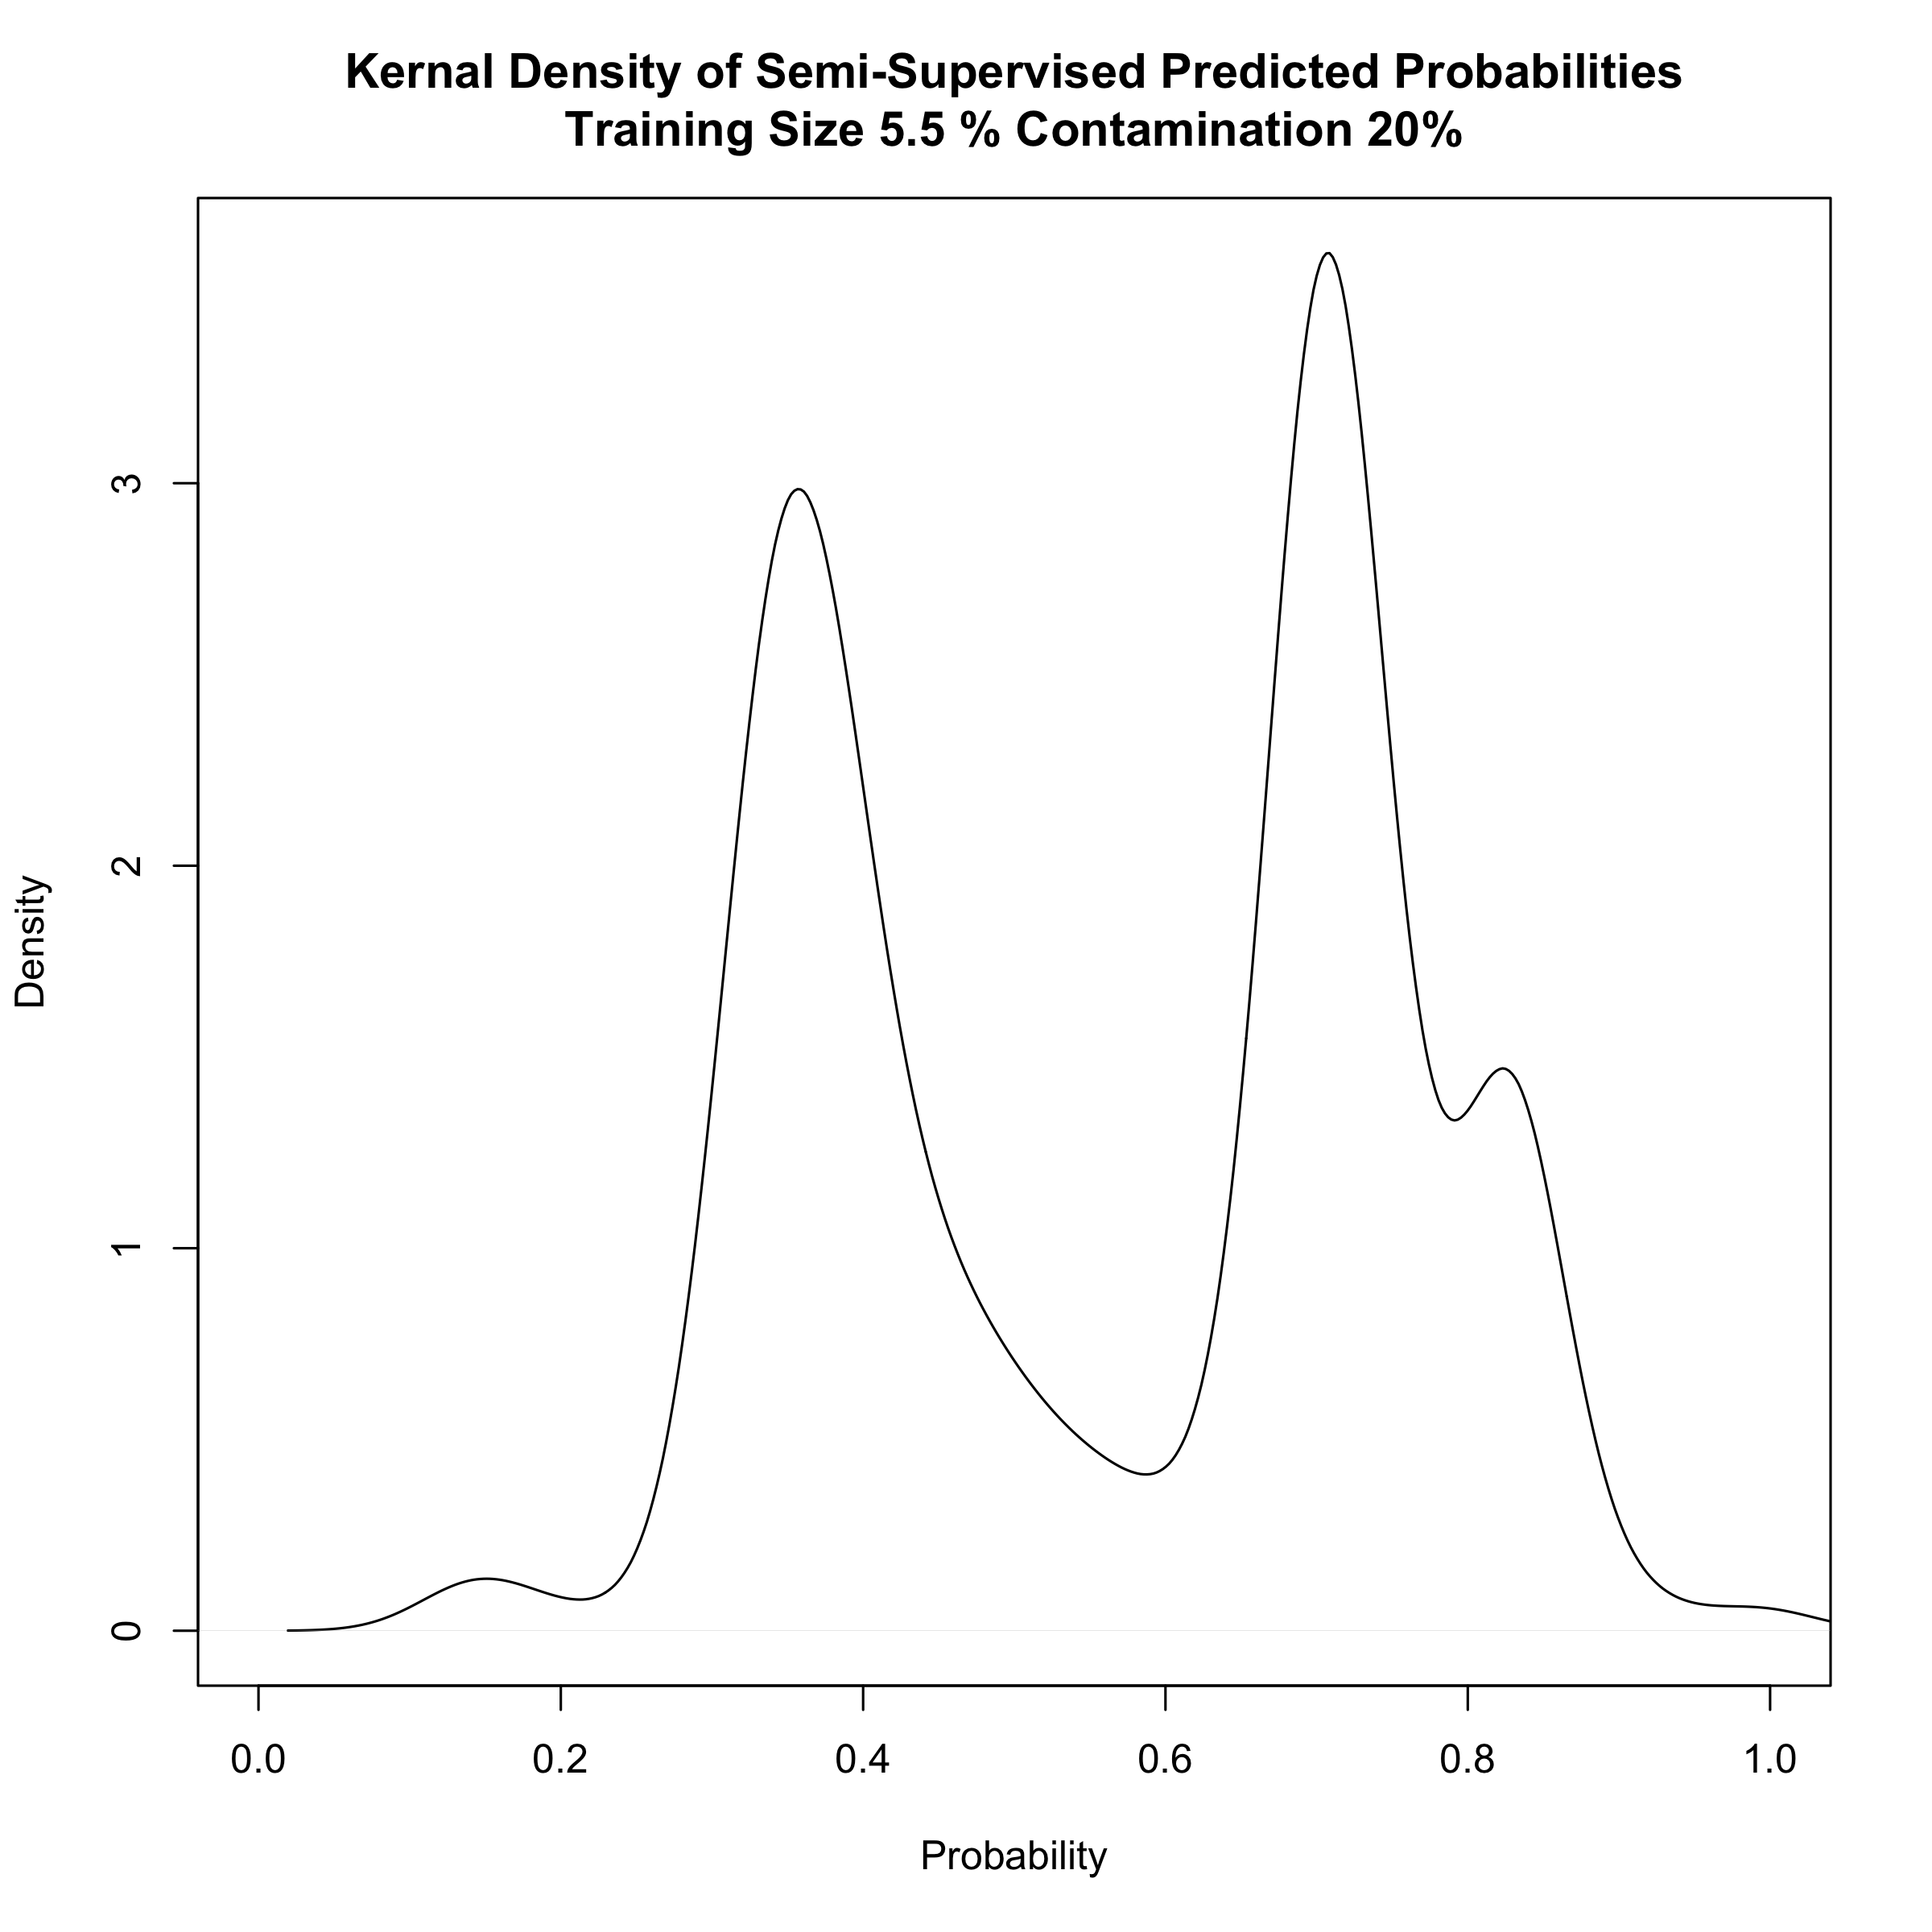 Kernal Density of Semi-Supervised Predicted Probabilities
Training Size 5.5 % Contamination 20%
3
2
1
0
Density
0.0 0.2 0.4 0.6 0.8 1.0
Probability